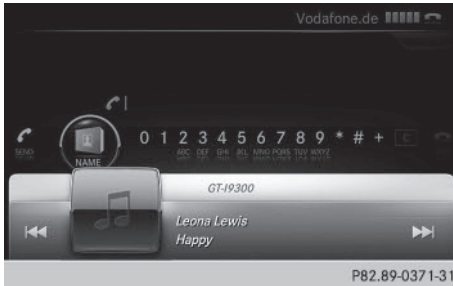 Vodafone.de
SEND NAME 0 1 2 3 4 5 6 7 8 9 * # + C
ABC DEF GHI JKL MNO PQRS TUV WXYZ
GT-I9300
Leona Lewis
Happy
P82.89-0371-31